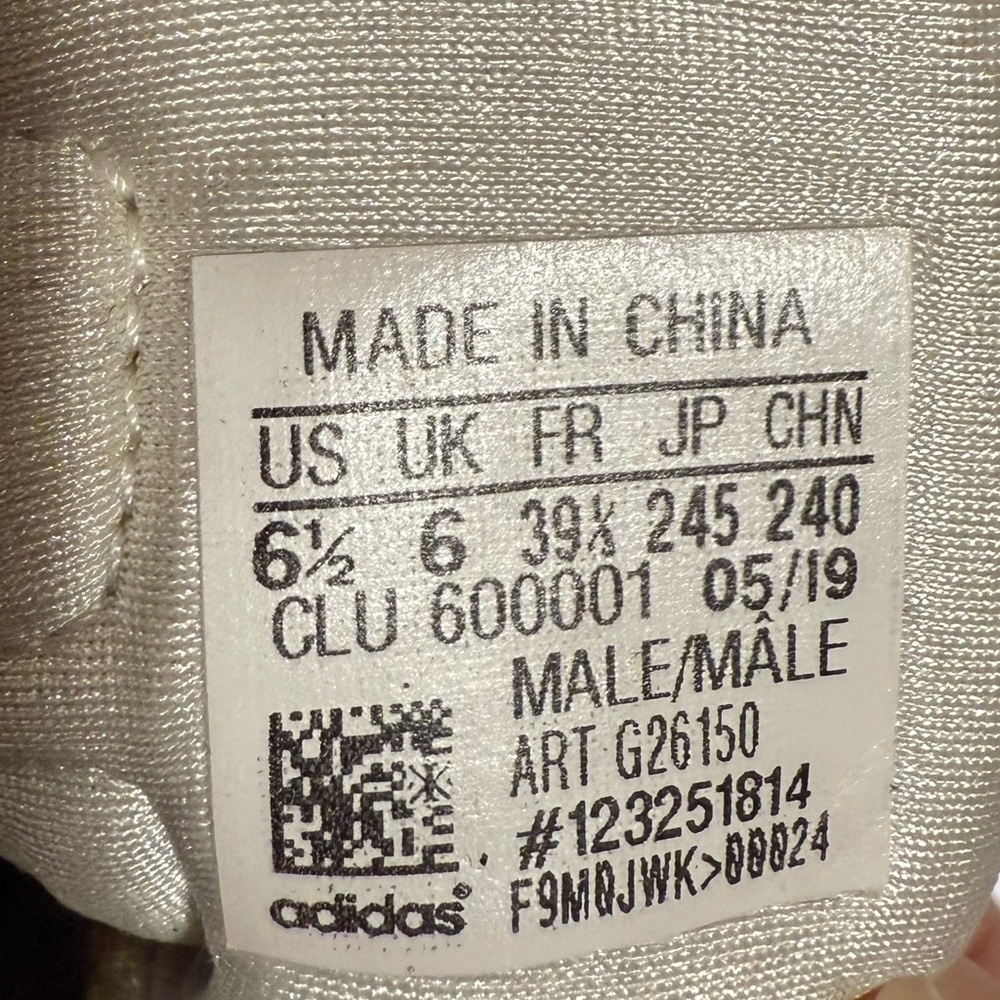 MADE IN CHINA
US UK FR JP CHN
6½ 6 39⅓ 245 240
CLU 600001 05/19
MALE/MÂLE
ART G26150
#123251814
F9M0JWK>00024
adidas®